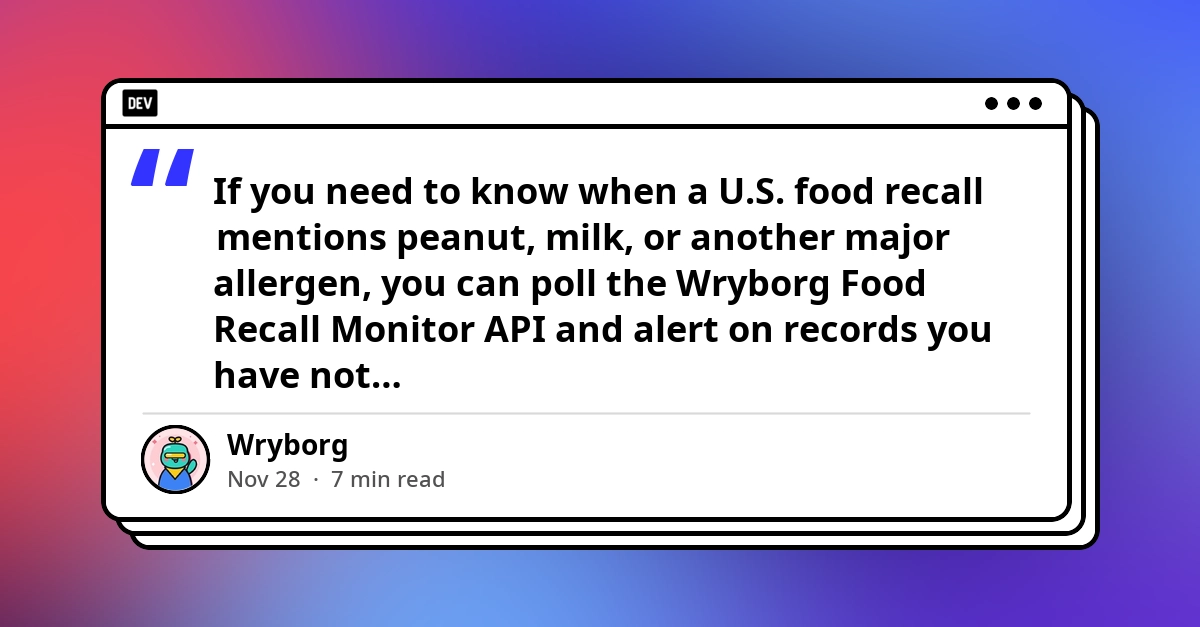 DEV
“
If you need to know when a U.S. food recall
mentions peanut, milk, or another major
allergen, you can poll the Wryborg Food
Recall Monitor API and alert on records you
have not...
Wryborg
Nov 28 · 7 min read